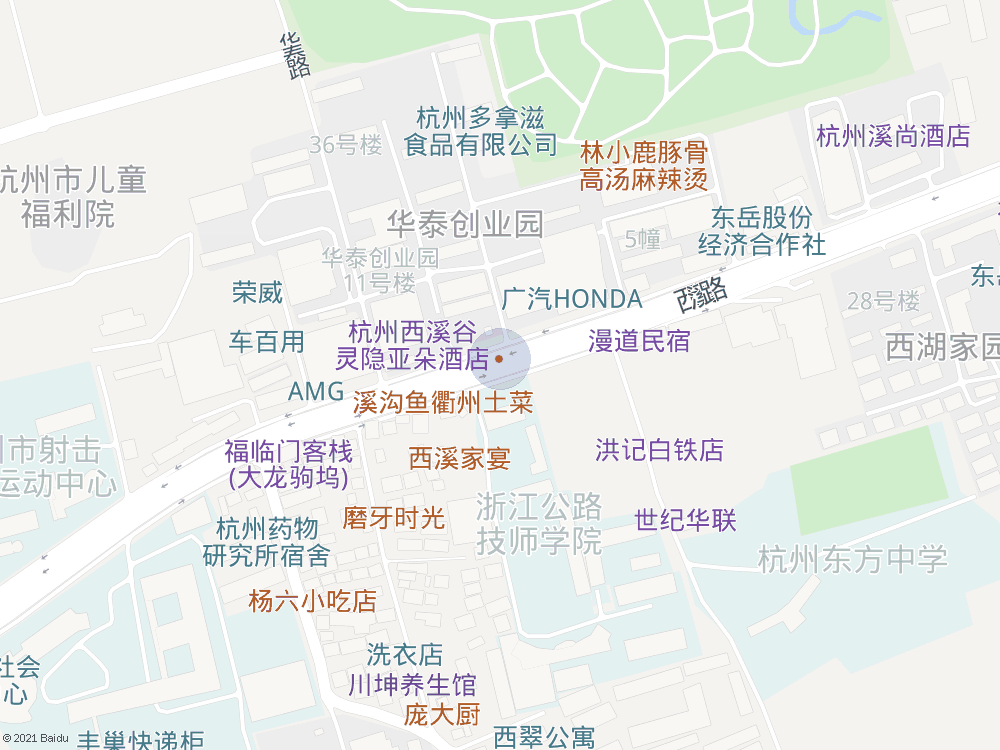 华泰路
杭州多拿滋
食品有限公司
36号楼
林小鹿豚骨
高汤麻辣烫
杭州溪尚酒店
杭州市儿童
福利院
华泰创业园
5幢
东岳股份
经济合作社
华泰创业园
11号楼
荣威
广汽HONDA
西溪路
28号楼
车百用
杭州西溪谷
灵隐亚朵酒店
漫道民宿
西湖家园
AMG
溪沟鱼衢州土菜
市射击
运动中心
福临门客栈
(大龙驹坞)
西溪家宴
洪记白铁店
磨牙时光
浙江公路
技师学院
世纪华联
杭州药物
研究所宿舍
杭州东方中学
杨六小吃店
洗衣店
社会
心
川坤养生馆
庞大厨
丰巢快递柜
西翠公寓
© 2021 Baidu